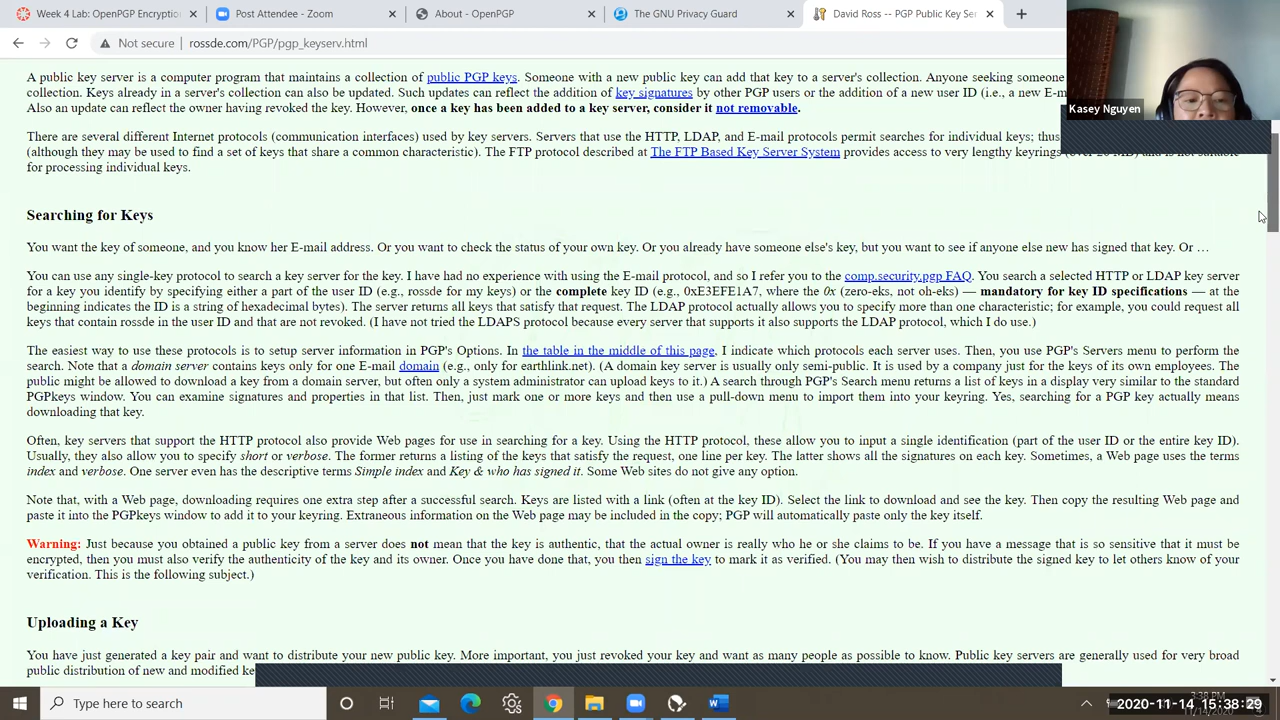 Week 4 Lab: OpenPGP Encryptio
Post Attendee - Zoom
About - OpenPGP
The GNU Privacy Guard
David Ross -- PGP Public Key Ser
Not secure
rossde.com/PGP/pgp_keyserv.html
Kasey Nguyen
A public key server is a computer program that maintains a collection of public PGP keys. Someone with a new public key can add that key to a server's collection. Anyone seeking someone
collection. Keys already in a server's collection can also be updated. Such updates can reflect the addition of key signatures by other PGP users or the addition of a new user ID (i.e., a new E-m
Also an update can reflect the owner having revoked the key. However, once a key has been added to a key server, consider it not removable.
There are several different Internet protocols (communication interfaces) used by key servers. Servers that use the HTTP, LDAP, and E-mail protocols permit searches for individual keys; thus
(although they may be used to find a set of keys that share a common characteristic). The FTP protocol described at The FTP Based Key Server System provides access to very lengthy keyrings (over 20 MB) and is not suitable
for processing individual keys.
Searching for Keys
You want the key of someone, and you know her E-mail address. Or you want to check the status of your own key. Or you already have someone else's key, but you want to see if anyone else new has signed that key. Or …
You can use any single-key protocol to search a key server for the key. I have had no experience with using the E-mail protocol, and so I refer you to the comp.security.pgp FAQ. You search a selected HTTP or LDAP key server
for a key you identify by specifying either a part of the user ID (e.g., rossde for my keys) or the complete key ID (e.g., 0xE3EFE1A7, where the 0x (zero-eks, not oh-eks) — mandatory for key ID specifications — at the
beginning indicates the ID is a string of hexadecimal bytes). The server returns all keys that satisfy that request. The LDAP protocol actually allows you to specify more than one characteristic; for example, you could request all
keys that contain rossde in the user ID and that are not revoked. (I have not tried the LDAPS protocol because every server that supports it also supports the LDAP protocol, which I do use.)
The easiest way to use these protocols is to setup server information in PGP's Options. In the table in the middle of this page, I indicate which protocols each server uses. Then, you use PGP's Servers menu to perform the
search. Note that a domain server contains keys only for one E-mail domain (e.g., only for earthlink.net). (A domain key server is usually only semi-public. It is used by a company just for the keys of its own employees. The
public might be allowed to download a key from a domain server, but often only a system administrator can upload keys to it.) A search through PGP's Search menu returns a list of keys in a display very similar to the standard
PGPkeys window. You can examine signatures and properties in that list. Then, just mark one or more keys and then use a pull-down menu to import them into your keyring. Yes, searching for a PGP key actually means
downloading that key.
Often, key servers that support the HTTP protocol also provide Web pages for use in searching for a key. Using the HTTP protocol, these allow you to input a single identification (part of the user ID or the entire key ID).
Usually, they also allow you to specify short or verbose. The former returns a listing of the keys that satisfy the request, one line per key. The latter shows all the signatures on each key. Sometimes, a Web page uses the terms
index and verbose. One server even has the descriptive terms Simple index and Key & who has signed it. Some Web sites do not give any option.
Note that, with a Web page, downloading requires one extra step after a successful search. Keys are listed with a link (often at the key ID). Select the link to download and see the key. Then copy the resulting Web page and
paste it into the PGPkeys window to add it to your keyring. Extraneous information on the Web page may be included in the copy; PGP will automatically paste only the key itself.
Warning: Just because you obtained a public key from a server does not mean that the key is authentic, that the actual owner is really who he or she claims to be. If you have a message that is so sensitive that it must be
encrypted, then you must also verify the authenticity of the key and its owner. Once you have done that, you then sign the key to mark it as verified. (You may then wish to distribute the signed key to let others know of your
verification. This is the following subject.)
Uploading a Key
You have just generated a key pair and want to distribute your new public key. More important, you just revoked your key and want as many people as possible to know. Public key servers are generally used for very broad
public distribution of new and modified ke
Type here to search
3:38 PM
2020-11-14 15:38:29